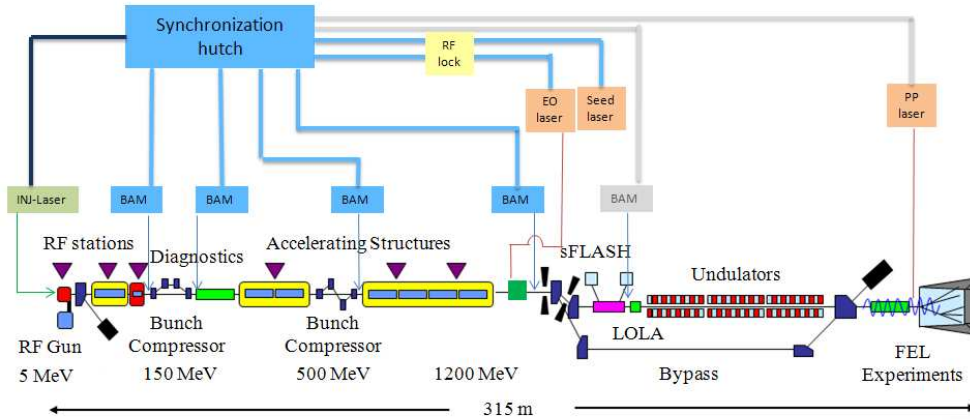 Synchronization
hutch
RF
lock
EO
laser
Seed
laser
PP
laser
INJ-Laser
BAM
BAM
BAM
BAM
BAM
RF stations
Diagnostics
Accelerating Structures
sFLASH
Undulators
RF Gun
Bunch
Compressor
Bunch
Compressor
LOLA
Bypass
FEL
Experiments
5 MeV
150 MeV
500 MeV
1200 MeV
315 m